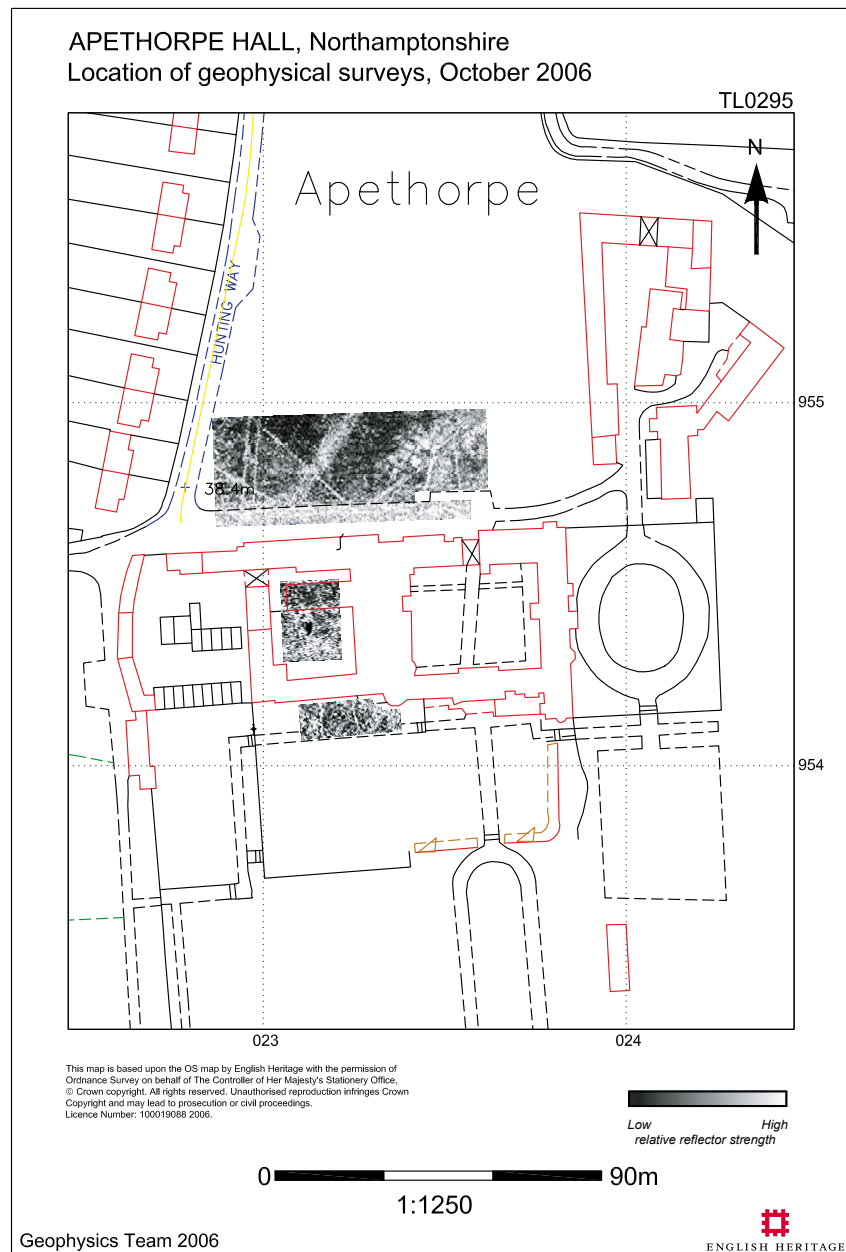 APETHORPE HALL, Northamptonshire
Location of geophysical surveys, October 2006
TL0295
N
Apethorpe
HUNTING WAY
955
38.4m
954
023
024
This map is based upon the OS map by English Heritage with the permission of
Ordnance Survey on behalf of The Controller of Her Majesty's Stationery Office,
© Crown copyright. All rights reserved. Unauthorised reproduction infringes Crown
Copyright and may lead to prosecution or civil proceedings.
Licence Number: 100019088 2006.
Low High
relative reflector strength
0 90m
1:1250
Geophysics Team 2006
ENGLISH HERITAGE